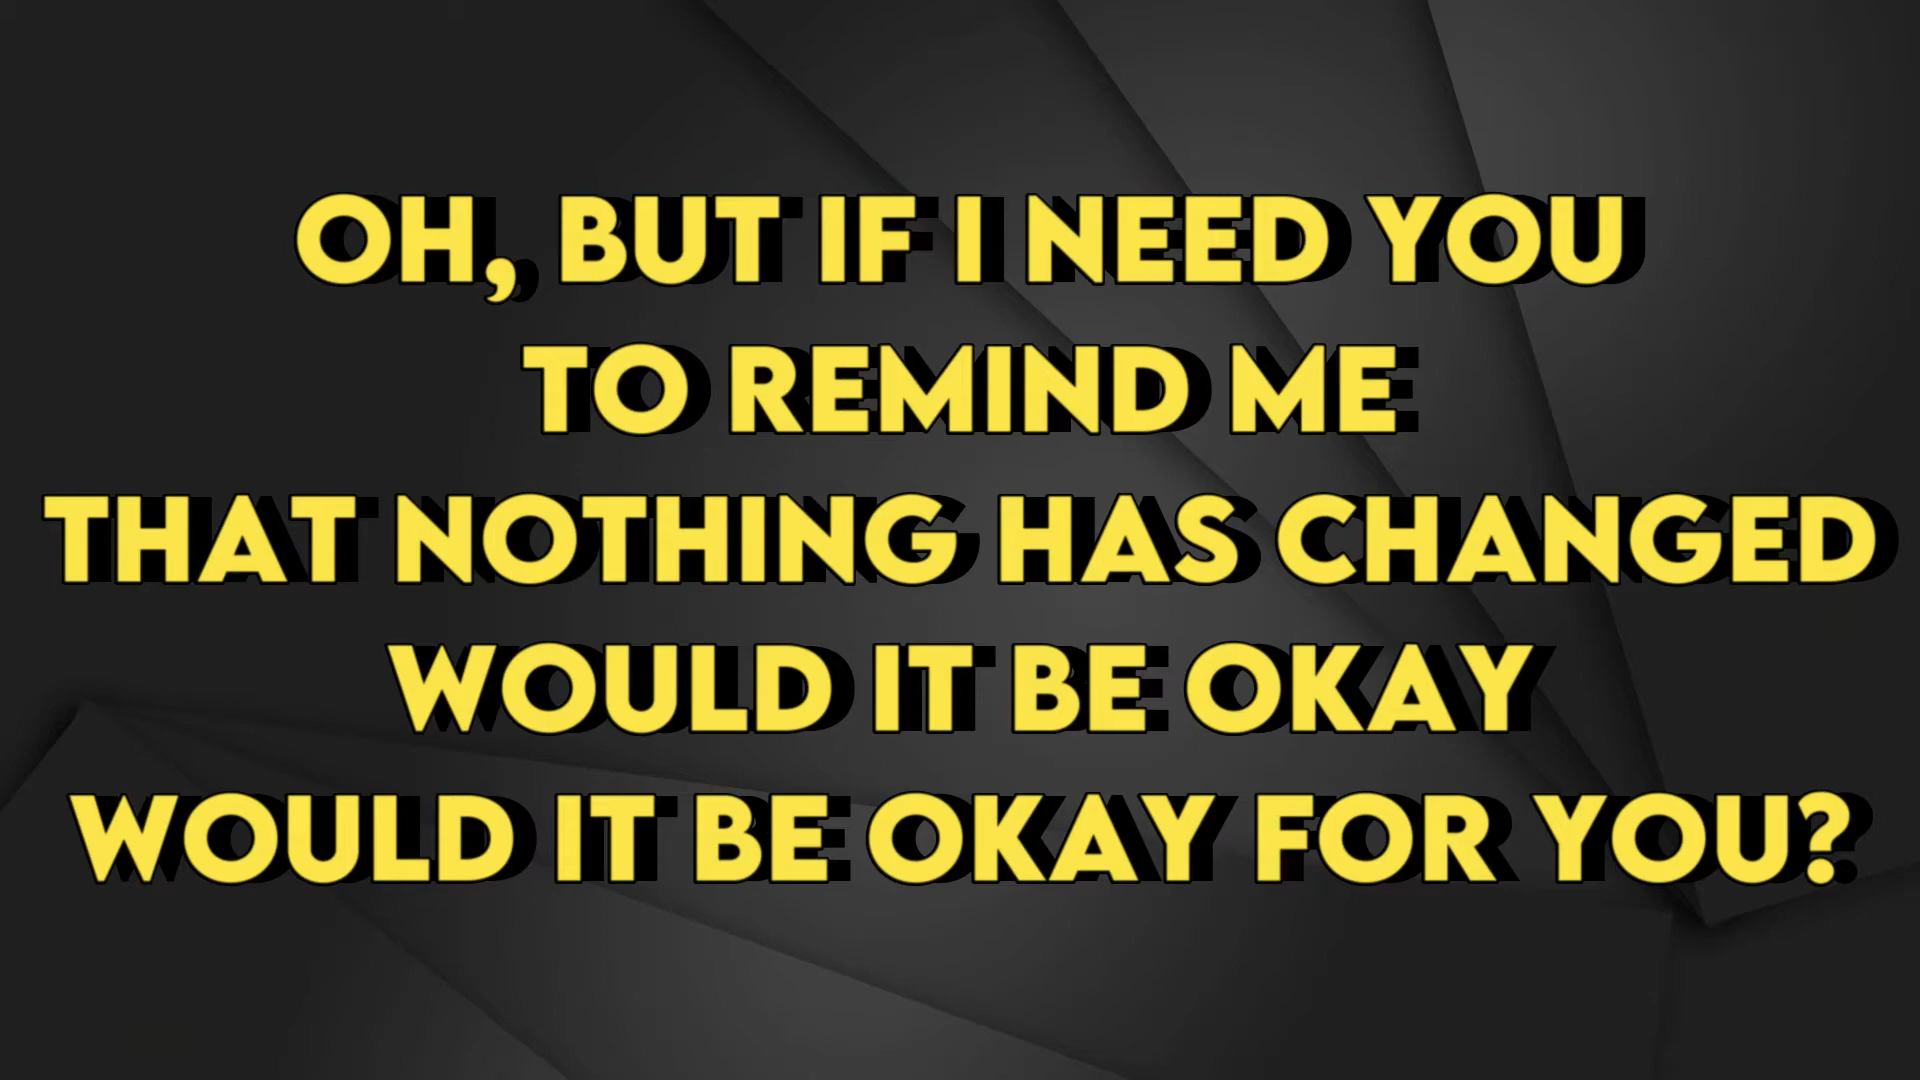 OH, BUT IF I NEED YOU
TO REMIND ME
THAT NOTHING HAS CHANGED
WOULD IT BE OKAY
WOULD IT BE OKAY FOR YOU?